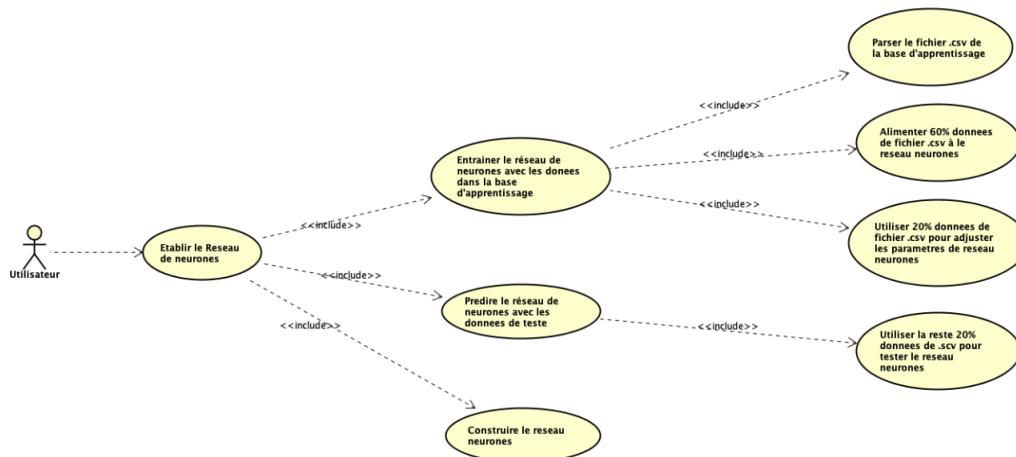 Parser le fichier .csv de
la base d'apprentissage
<<include>>
Alimenter 60% donnees
de fichier .csv à le
reseau neurones
<<include>>
Entrainer le réseau de
neurones avec les donees
dans la base
d'apprentissage
<<include>>
Utiliser 20% donnees de
fichier .csv pour adjuster
les parametres de reseau
neurones
<<include>>
Etablir le Reseau
de neurones
Utilisateur
<<include>>
Predire le réseau de
neurones avec les
donnees de teste
<<include>>
Utiliser la reste 20%
donnees de .scv pour
tester le reseau
neurones
<<include>>
Construire le reseau
neurones